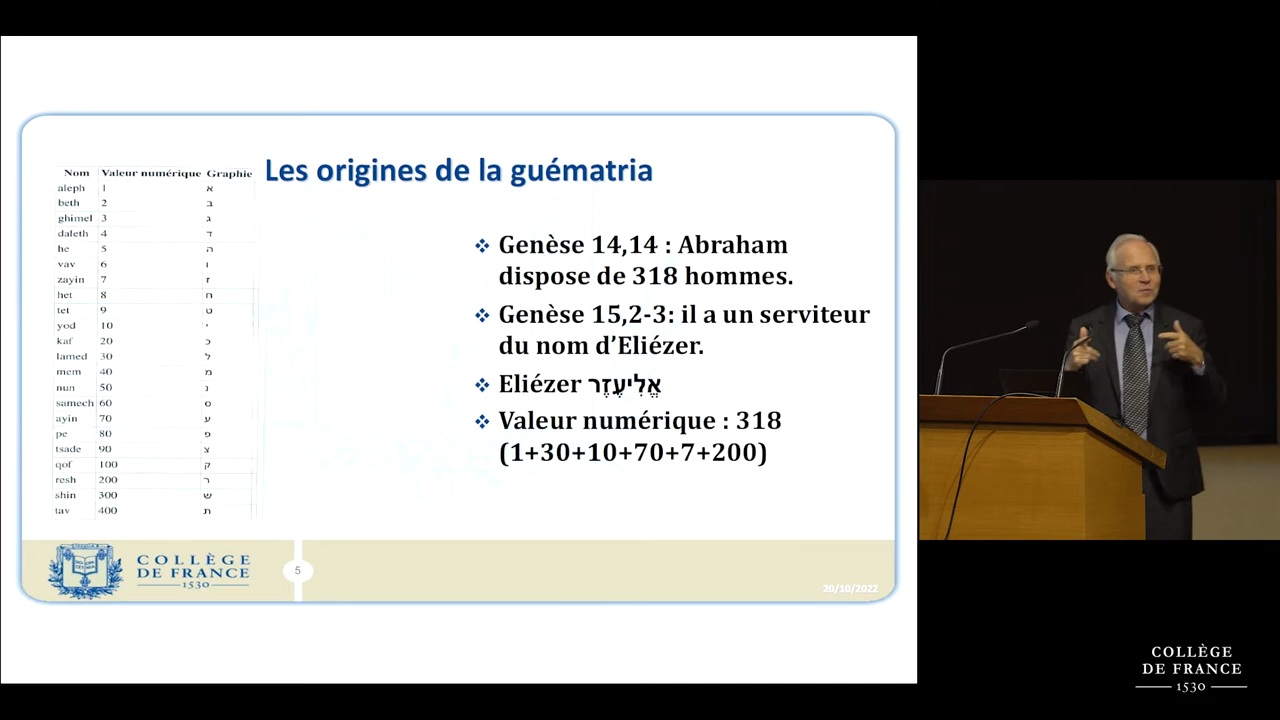 Les origines de la guématria
Nom Valeur numérique Graphie
aleph 1 א
beth 2 ב
ghimel 3 ג
daleth 4 ד
he 5 ה
vav 6 ו
zayin 7 ז
het 8 ח
tet 9 ט
yod 10 י
kaf 20 כ
lamed 30 ל
mem 40 מ
nun 50 נ
samech 60 ס
ayin 70 ע
pe 80 פ
tsade 90 צ
qof 100 ק
resh 200 ר
shin 300 ש
tav 400 ת
❖ Genèse 14,14 : Abraham
dispose de 318 hommes.
❖ Genèse 15,2-3: il a un serviteur
du nom d’Eliézer.
❖ Eliézer אֱלִיעֶזֶר
❖ Valeur numérique : 318
(1+30+10+70+7+200)
COLLÈGE
DE FRANCE
1530
5
20/10/2022
COLLÈGE
DE FRANCE
1530